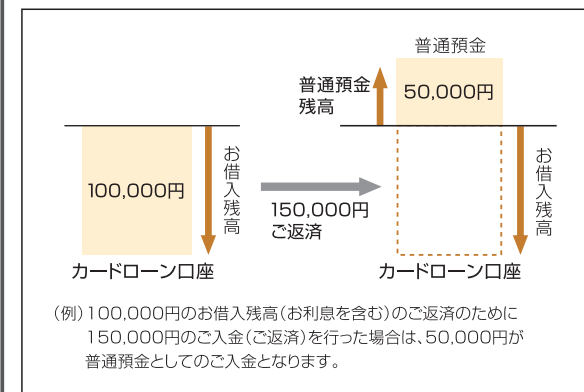 普通預金
普通預金
残高
50,000円
100,000円
お借入残高
150,000円
ご返済
お借入残高
カードローン口座
カードローン口座
(例)100,000円のお借入残高(お利息を含む)のご返済のために
150,000円のご入金(ご返済)を行った場合は、50,000円が
普通預金としてのご入金となります。